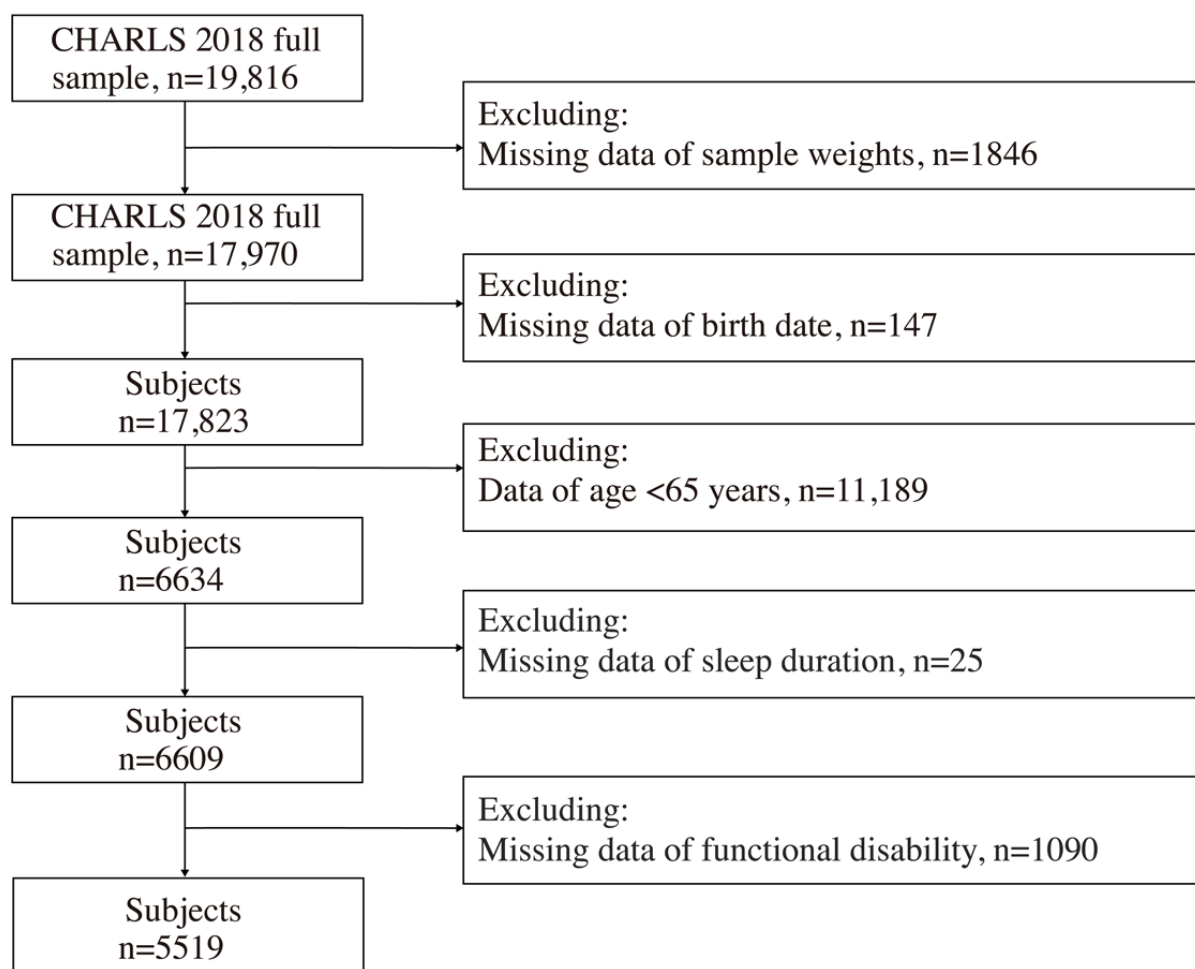 CHARLS 2018 full
sample, n=19,816
Excluding:
Missing data of sample weights, n=1846
CHARLS 2018 full
sample, n=17,970
Excluding:
Missing data of birth date, n=147
Subjects
n=17,823
Excluding:
Data of age <65 years, n=11,189
Subjects
n=6634
Excluding:
Missing data of sleep duration, n=25
Subjects
n=6609
Excluding:
Missing data of functional disability, n=1090
Subjects
n=5519